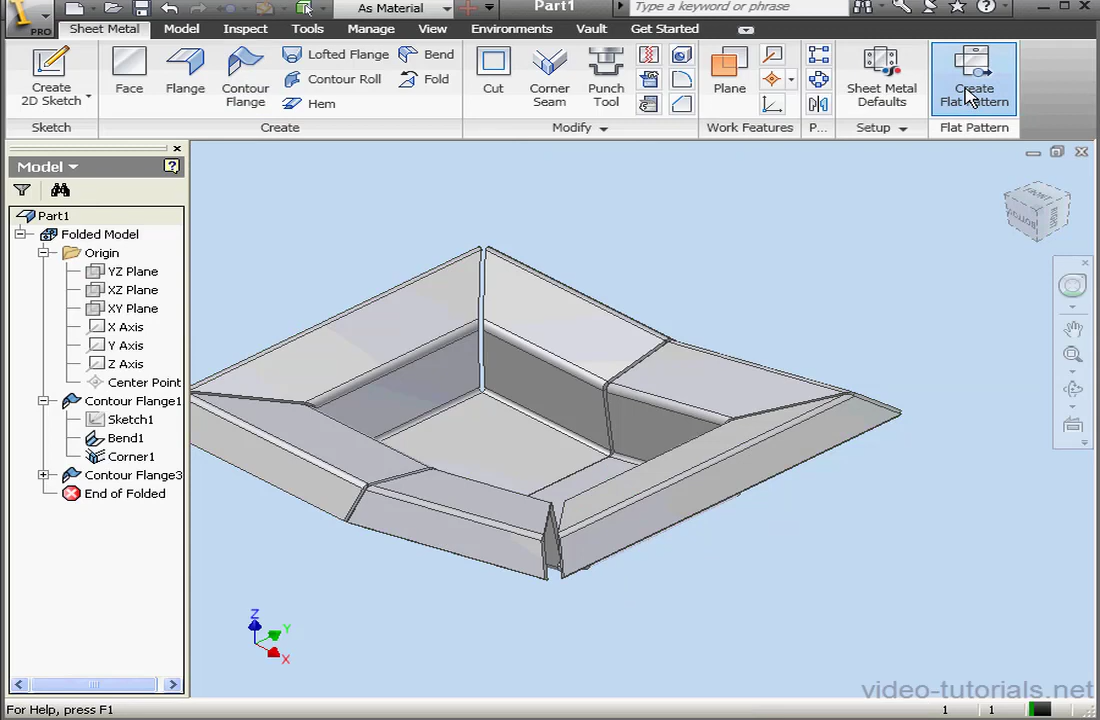 As Material
Part1
Type a keyword or phrase
PRO
Sheet Metal
Model
Inspect
Tools
Manage
View
Environments
Vault
Get Started
Create
2D Sketch
Face
Flange
Contour
Flange
Lofted Flange
Contour Roll
Hem
Bend
Fold
Cut
Corner
Seam
Punch
Tool
Plane
Sheet Metal
Defaults
Create
Flat Pattern
Sketch
Create
Modify
Work Features
P...
Setup
Flat Pattern
Model
Part1
Folded Model
Origin
YZ Plane
XZ Plane
XY Plane
X Axis
Y Axis
Z Axis
Center Point
Contour Flange1
Sketch1
Bend1
Corner1
Contour Flange3
End of Folded
FRONT
BOTTOM
Z
Y
X
video-tutorials.net
For Help, press F1
1
1